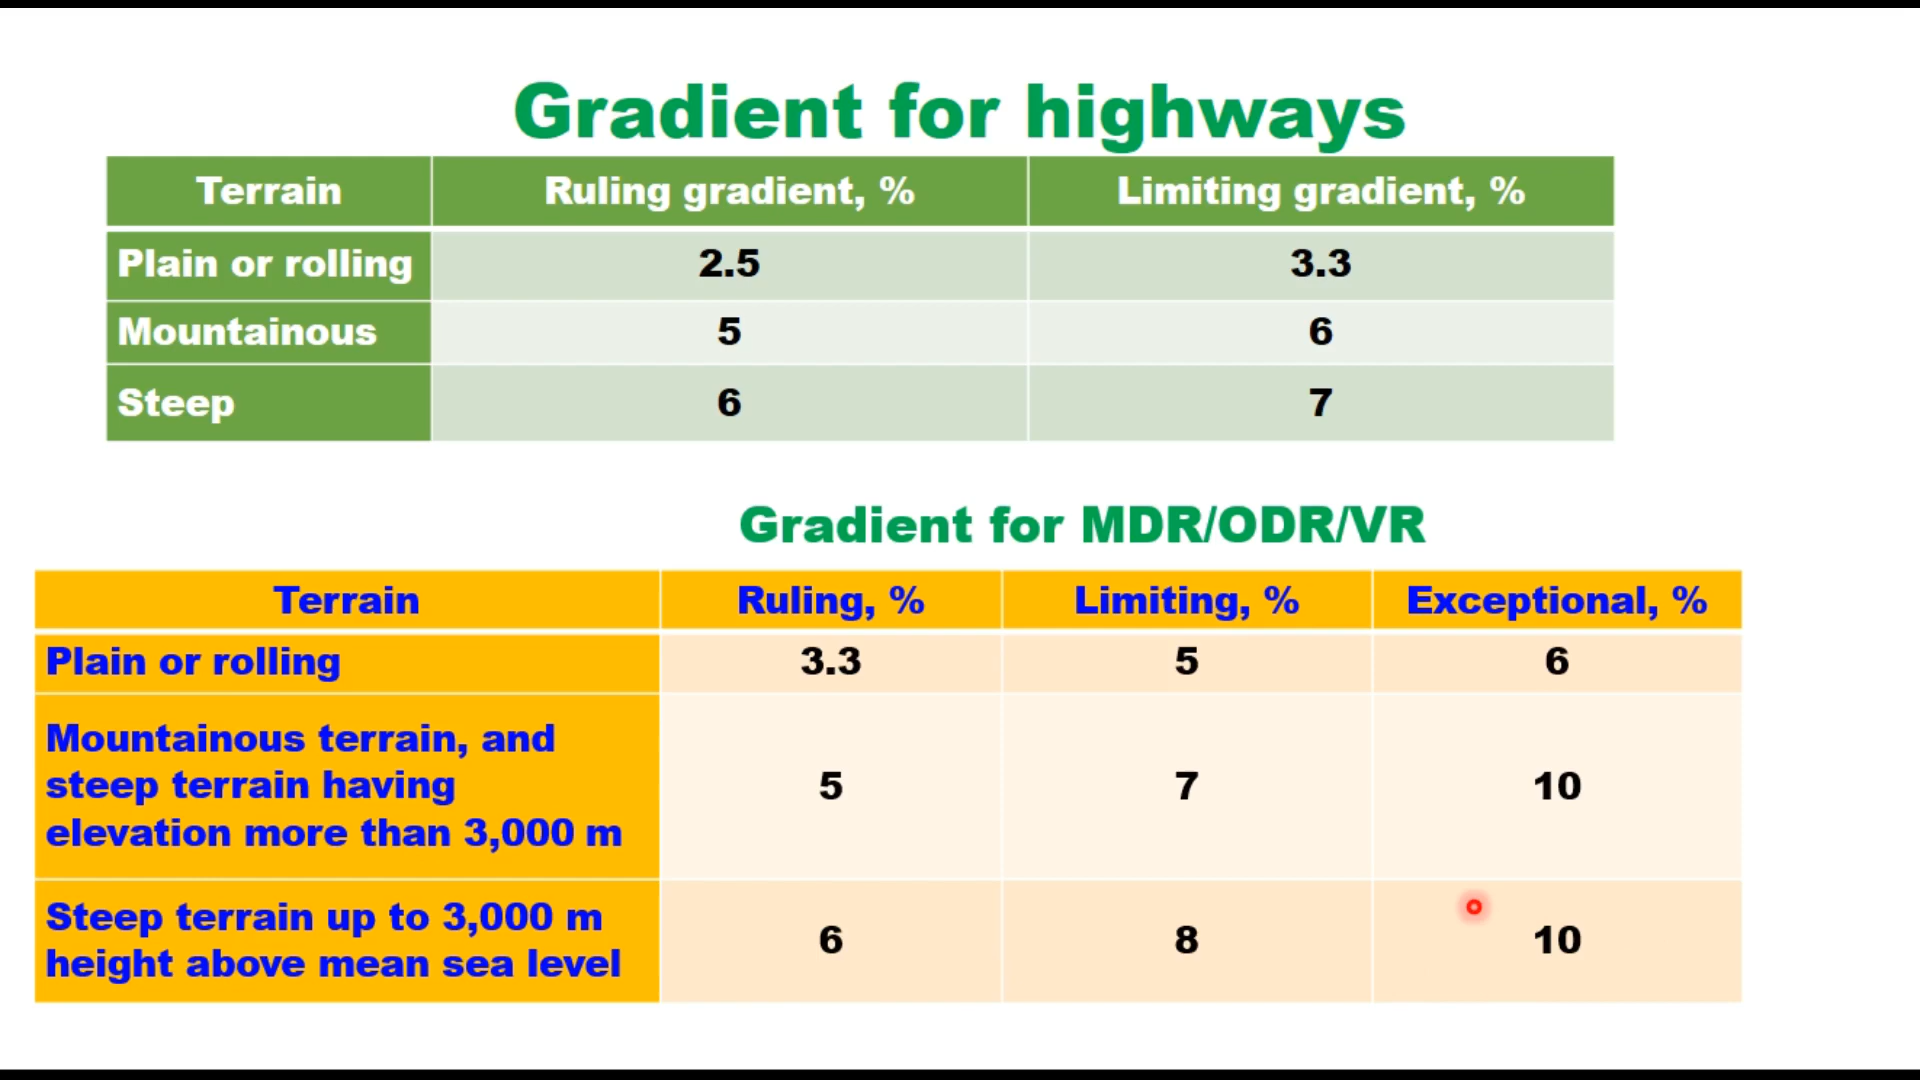 Gradient for highways
Terrain Ruling gradient, % Limiting gradient, %
Plain or rolling 2.5 3.3
Mountainous 5 6
Steep 6 7
Gradient for MDR/ODR/VR
Terrain Ruling, % Limiting, % Exceptional, %
Plain or rolling 3.3 5 6
Mountainous terrain, and
steep terrain having
elevation more than 3,000 m
5 7 10
Steep terrain up to 3,000 m
height above mean sea level
6 8 10